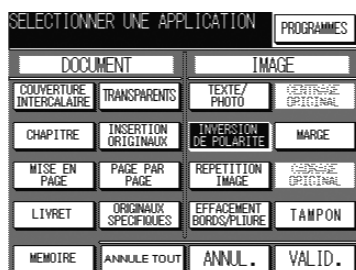 SELECTIONNER UNE APPLICATION
PROGRAMMES
DOCUMENT
IMAGE
COUVERTURE
INTERCALAIRE
TRANSPARENTS
TEXTE/
PHOTO
CENTRAGE
ORIGINAL
CHAPITRE
INSERTION
ORIGINAUX
INVERSION
DE POLARITE
MARGE
MISE EN
PAGE
PAGE PAR
PAGE
REPETITION
IMAGE
CADRAGE
ORIGINAL
LIVRET
ORIGINAUX
SPECIFIQUES
EFFACEMENT
BORDS/PLIURE
TAMPON
MEMOIRE
ANNULE TOUT
ANNUL.
VALID.